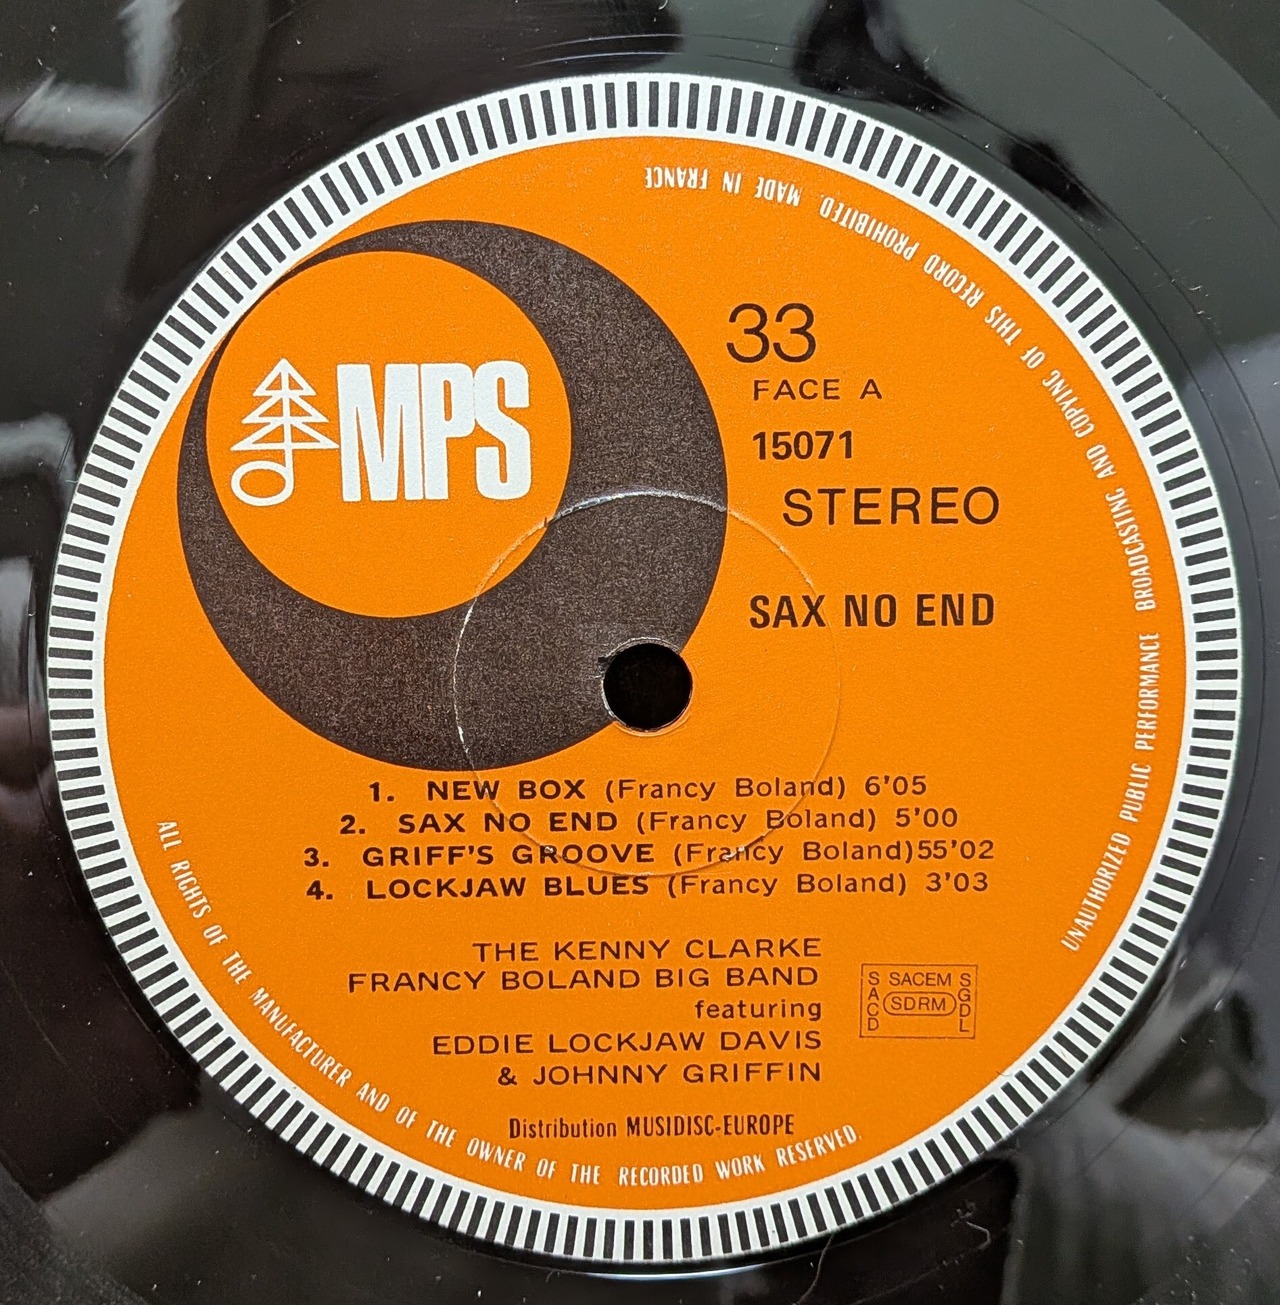 MPS
33
FACE A
15071
STEREO
SAX NO END
1. NEW BOX (Francy Boland) 6'05
2. SAX NO END (Francy Boland) 5'00
3. GRIFF'S GROOVE (Francy Boland)55'02
4. LOCKJAW BLUES (Francy Boland) 3'03
THE KENNY CLARKE
FRANCY BOLAND BIG BAND
featuring
EDDIE LOCKJAW DAVIS
& JOHNNY GRIFFIN
SACD
SACEM
SDRM
SGDL
Distribution MUSIDISC-EUROPE
ALL RIGHTS OF THE MANUFACTURER AND OF THE OWNER OF THE RECORDED WORK RESERVED.
UNAUTHORIZED PUBLIC PERFORMANCE BROADCASTING AND COPYING OF THIS RECORD PROHIBITED. MADE IN FRANCE